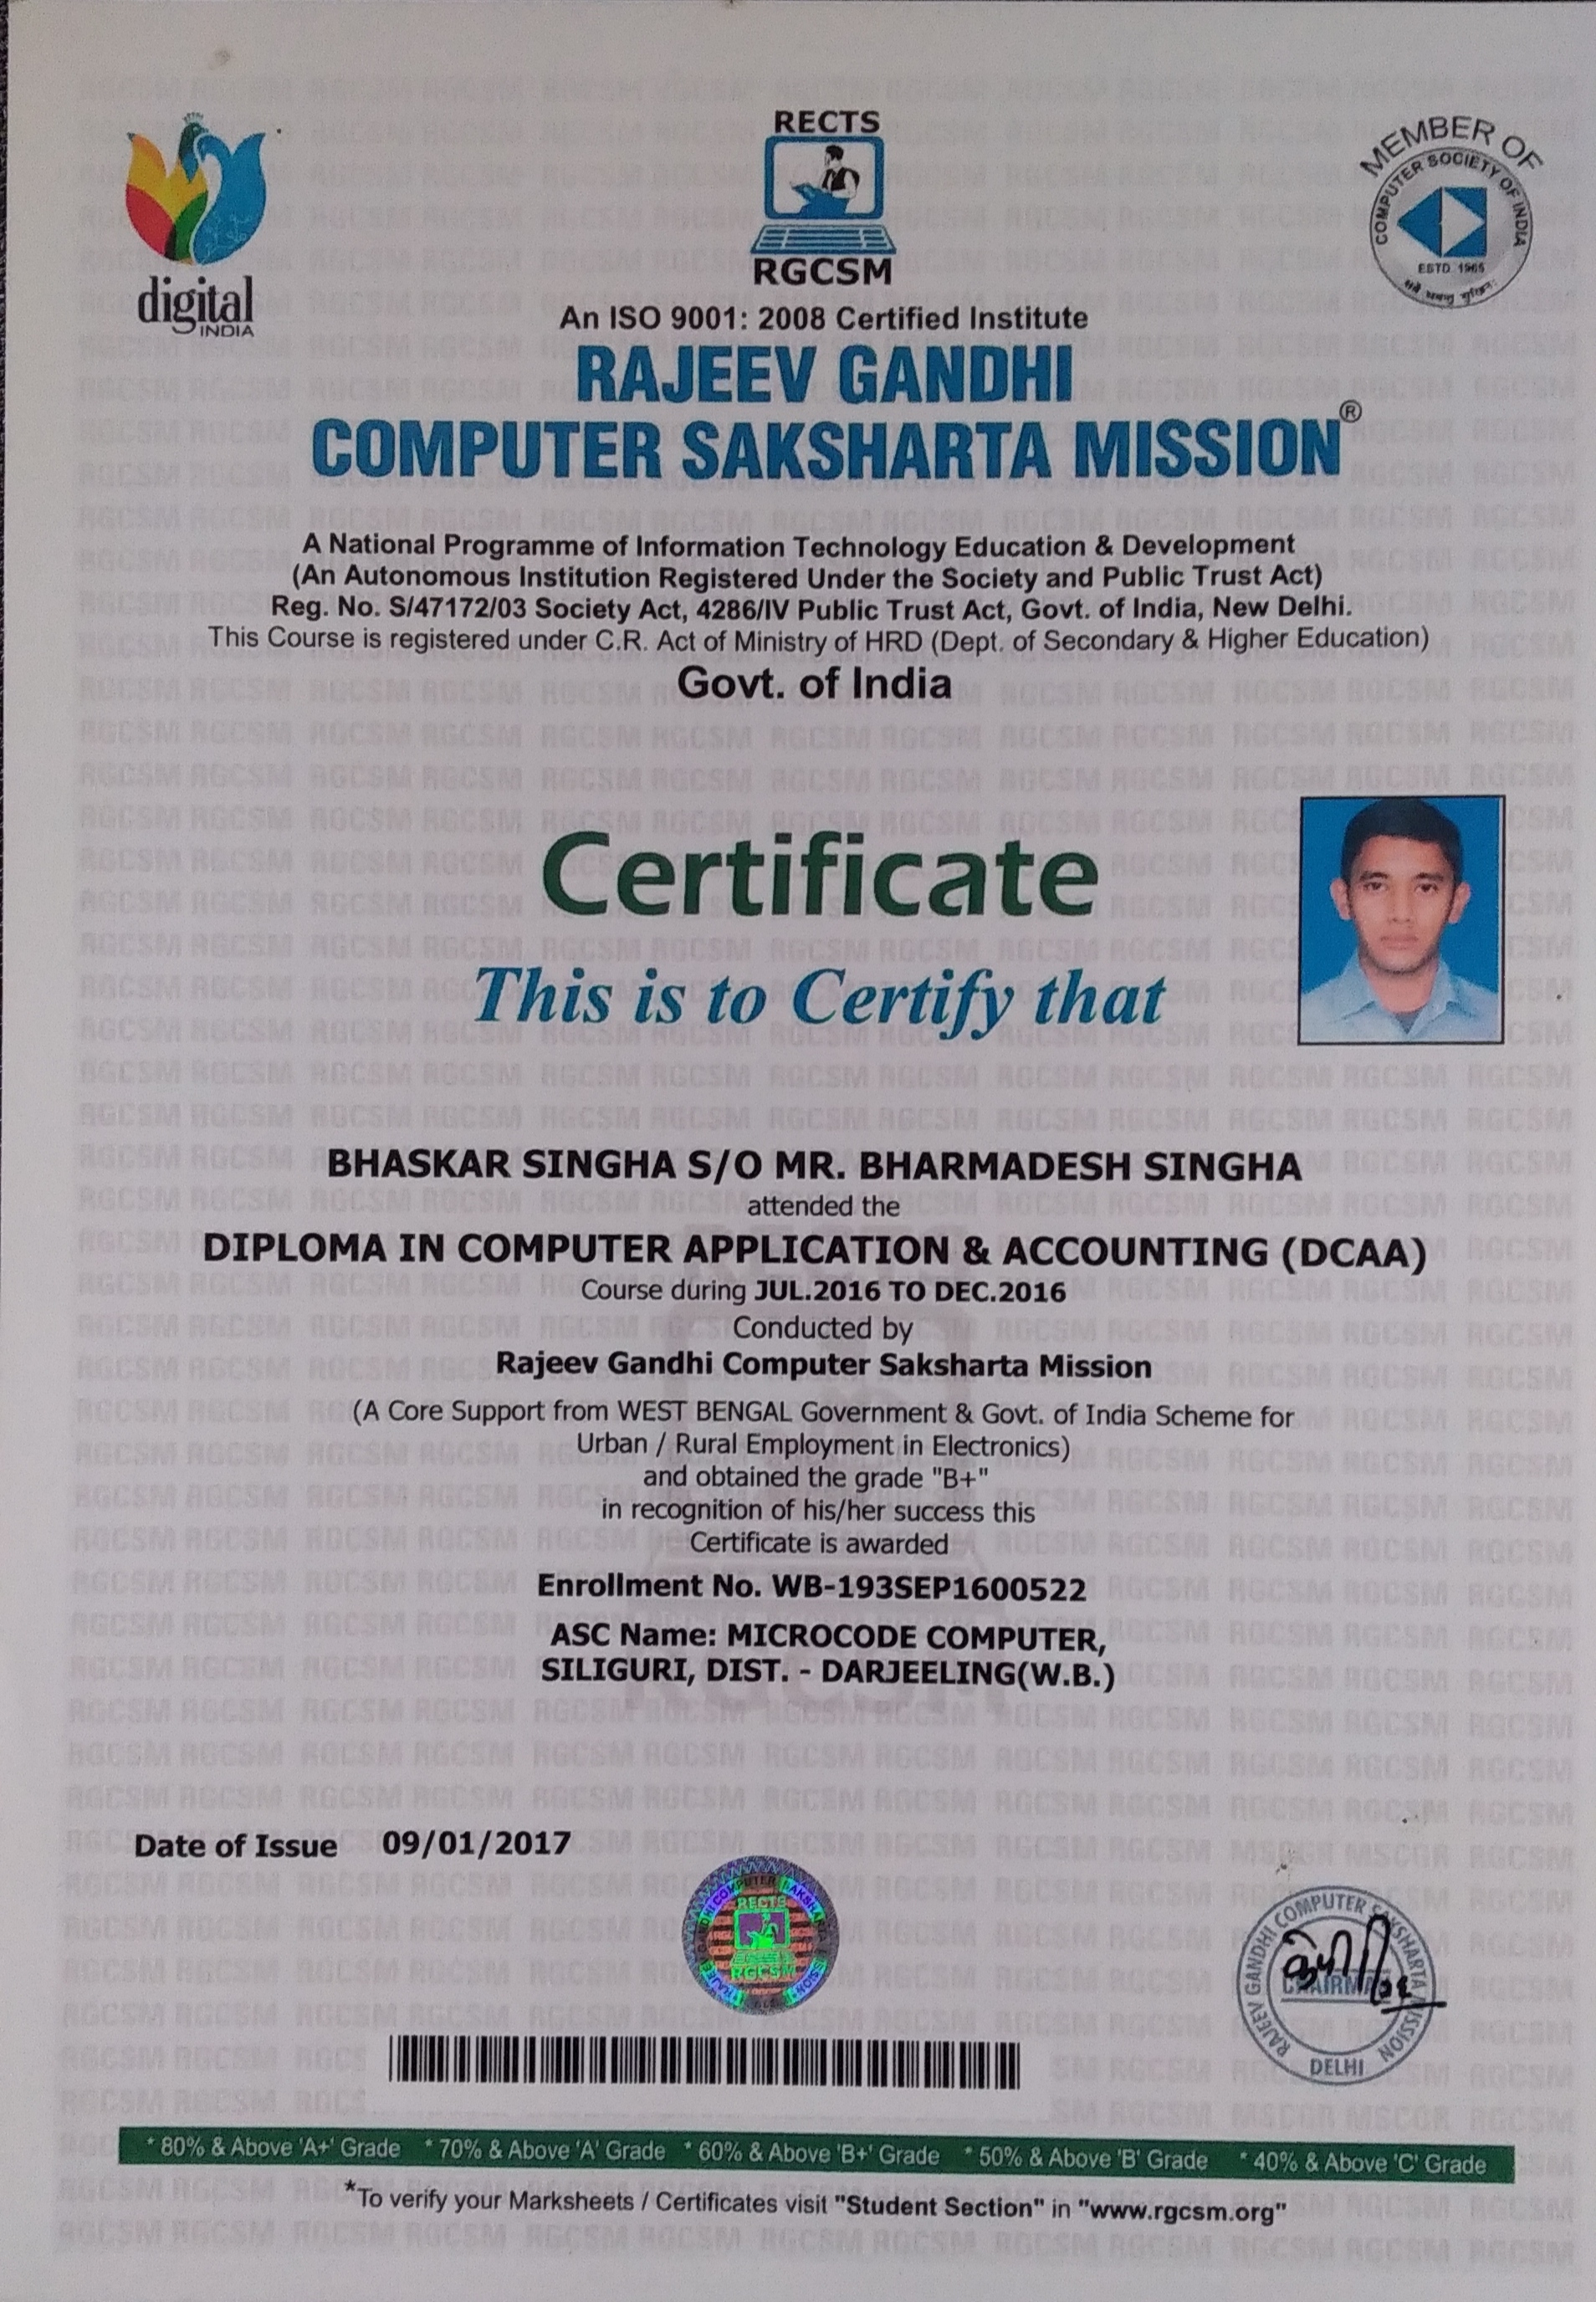 RECTS
digital
INDIA
RGCSM
MEMBER OF
COMPUTER SOCIETY OF INDIA
ESTD. 1965
An ISO 9001: 2008 Certified Institute
RAJEEV GANDHI
COMPUTER SAKSHARTA MISSION®
A National Programme of Information Technology Education & Development
(An Autonomous Institution Registered Under the Society and Public Trust Act)
Reg. No. S/47172/03 Society Act, 4286/IV Public Trust Act, Govt. of India, New Delhi.
This Course is registered under C.R. Act of Ministry of HRD (Dept. of Secondary & Higher Education)
Govt. of India
Certificate
This is to Certify that
BHASKAR SINGHA S/O MR. BHARMADESH SINGHA
attended the
DIPLOMA IN COMPUTER APPLICATION & ACCOUNTING (DCAA)
Course during JUL.2016 TO DEC.2016
Conducted by
Rajeev Gandhi Computer Saksharta Mission
(A Core Support from WEST BENGAL Government & Govt. of India Scheme for
Urban / Rural Employment in Electronics)
and obtained the grade "B+"
in recognition of his/her success this
Certificate is awarded
Enrollment No. WB-193SEP1600522
ASC Name: MICROCODE COMPUTER,
SILIGURI, DIST. - DARJEELING(W.B.)
Date of Issue 09/01/2017
RECTS
RGCSM
RAJEEV GANDHI COMPUTER SAKSHARTA MISSION
CHAIRMAN
DELHI
* 80% & Above 'A+' Grade * 70% & Above 'A' Grade * 60% & Above 'B+' Grade * 50% & Above 'B' Grade * 40% & Above 'C' Grade
*To verify your Marksheets / Certificates visit "Student Section" in "www.rgcsm.org"